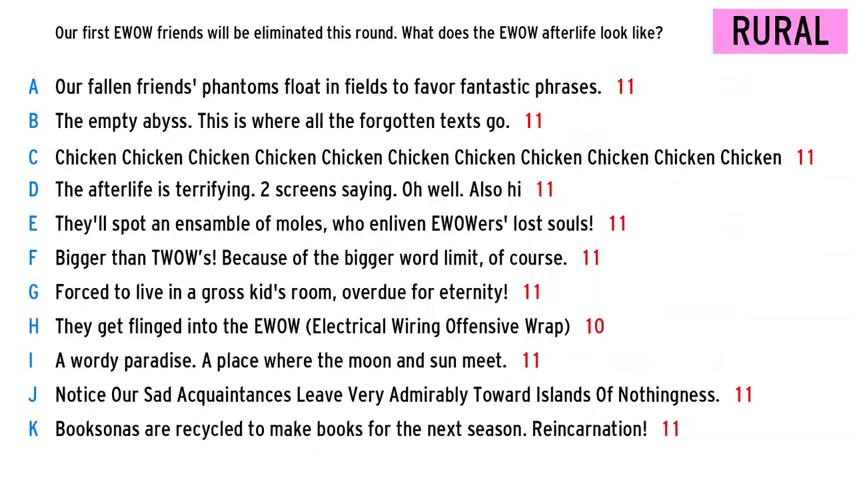 Our first EWOW friends will be eliminated this round. What does the EWOW afterlife look like?
RURAL
A Our fallen friends' phantoms float in fields to favor fantastic phrases. 11
B The empty abyss. This is where all the forgotten texts go. 11
C Chicken Chicken Chicken Chicken Chicken Chicken Chicken Chicken Chicken Chicken Chicken 11
D The afterlife is terrifying. 2 screens saying. Oh well. Also hi 11
E They'll spot an ensamble of moles, who enliven EWOWers' lost souls! 11
F Bigger than TWOW’s! Because of the bigger word limit, of course. 11
G Forced to live in a gross kid's room, overdue for eternity! 11
H They get flinged into the EWOW (Electrical Wiring Offensive Wrap) 10
I A wordy paradise. A place where the moon and sun meet. 11
J Notice Our Sad Acquaintances Leave Very Admirably Toward Islands Of Nothingness. 11
K Booksonas are recycled to make books for the next season. Reincarnation! 11